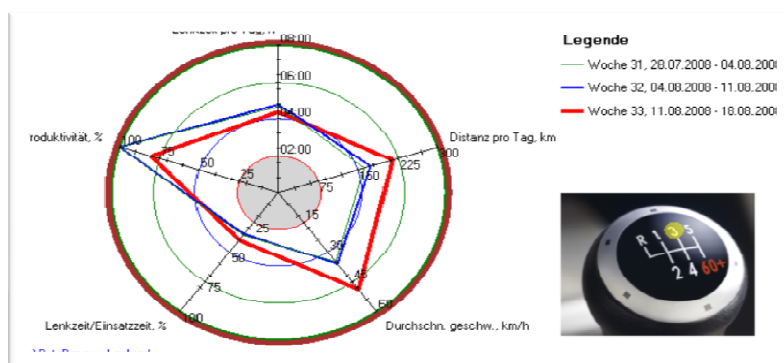 Lenkzeit pro Tag, h
08:00
06:00
04:00
02:00
roduktivität, %
100
75
50
25
Distanz pro Tag, km
300
225
150
75
15
30
45
60
Durchschn. geschw., km/h
25
50
75
100
Lenkzeit/Einsatzzeit, %
Legende
Woche 31, 28.07.2008 - 04.08.2008
Woche 32, 04.08.2008 - 11.08.2008
Woche 33, 11.08.2008 - 18.08.2008
R 1 3 5
2 4 60+